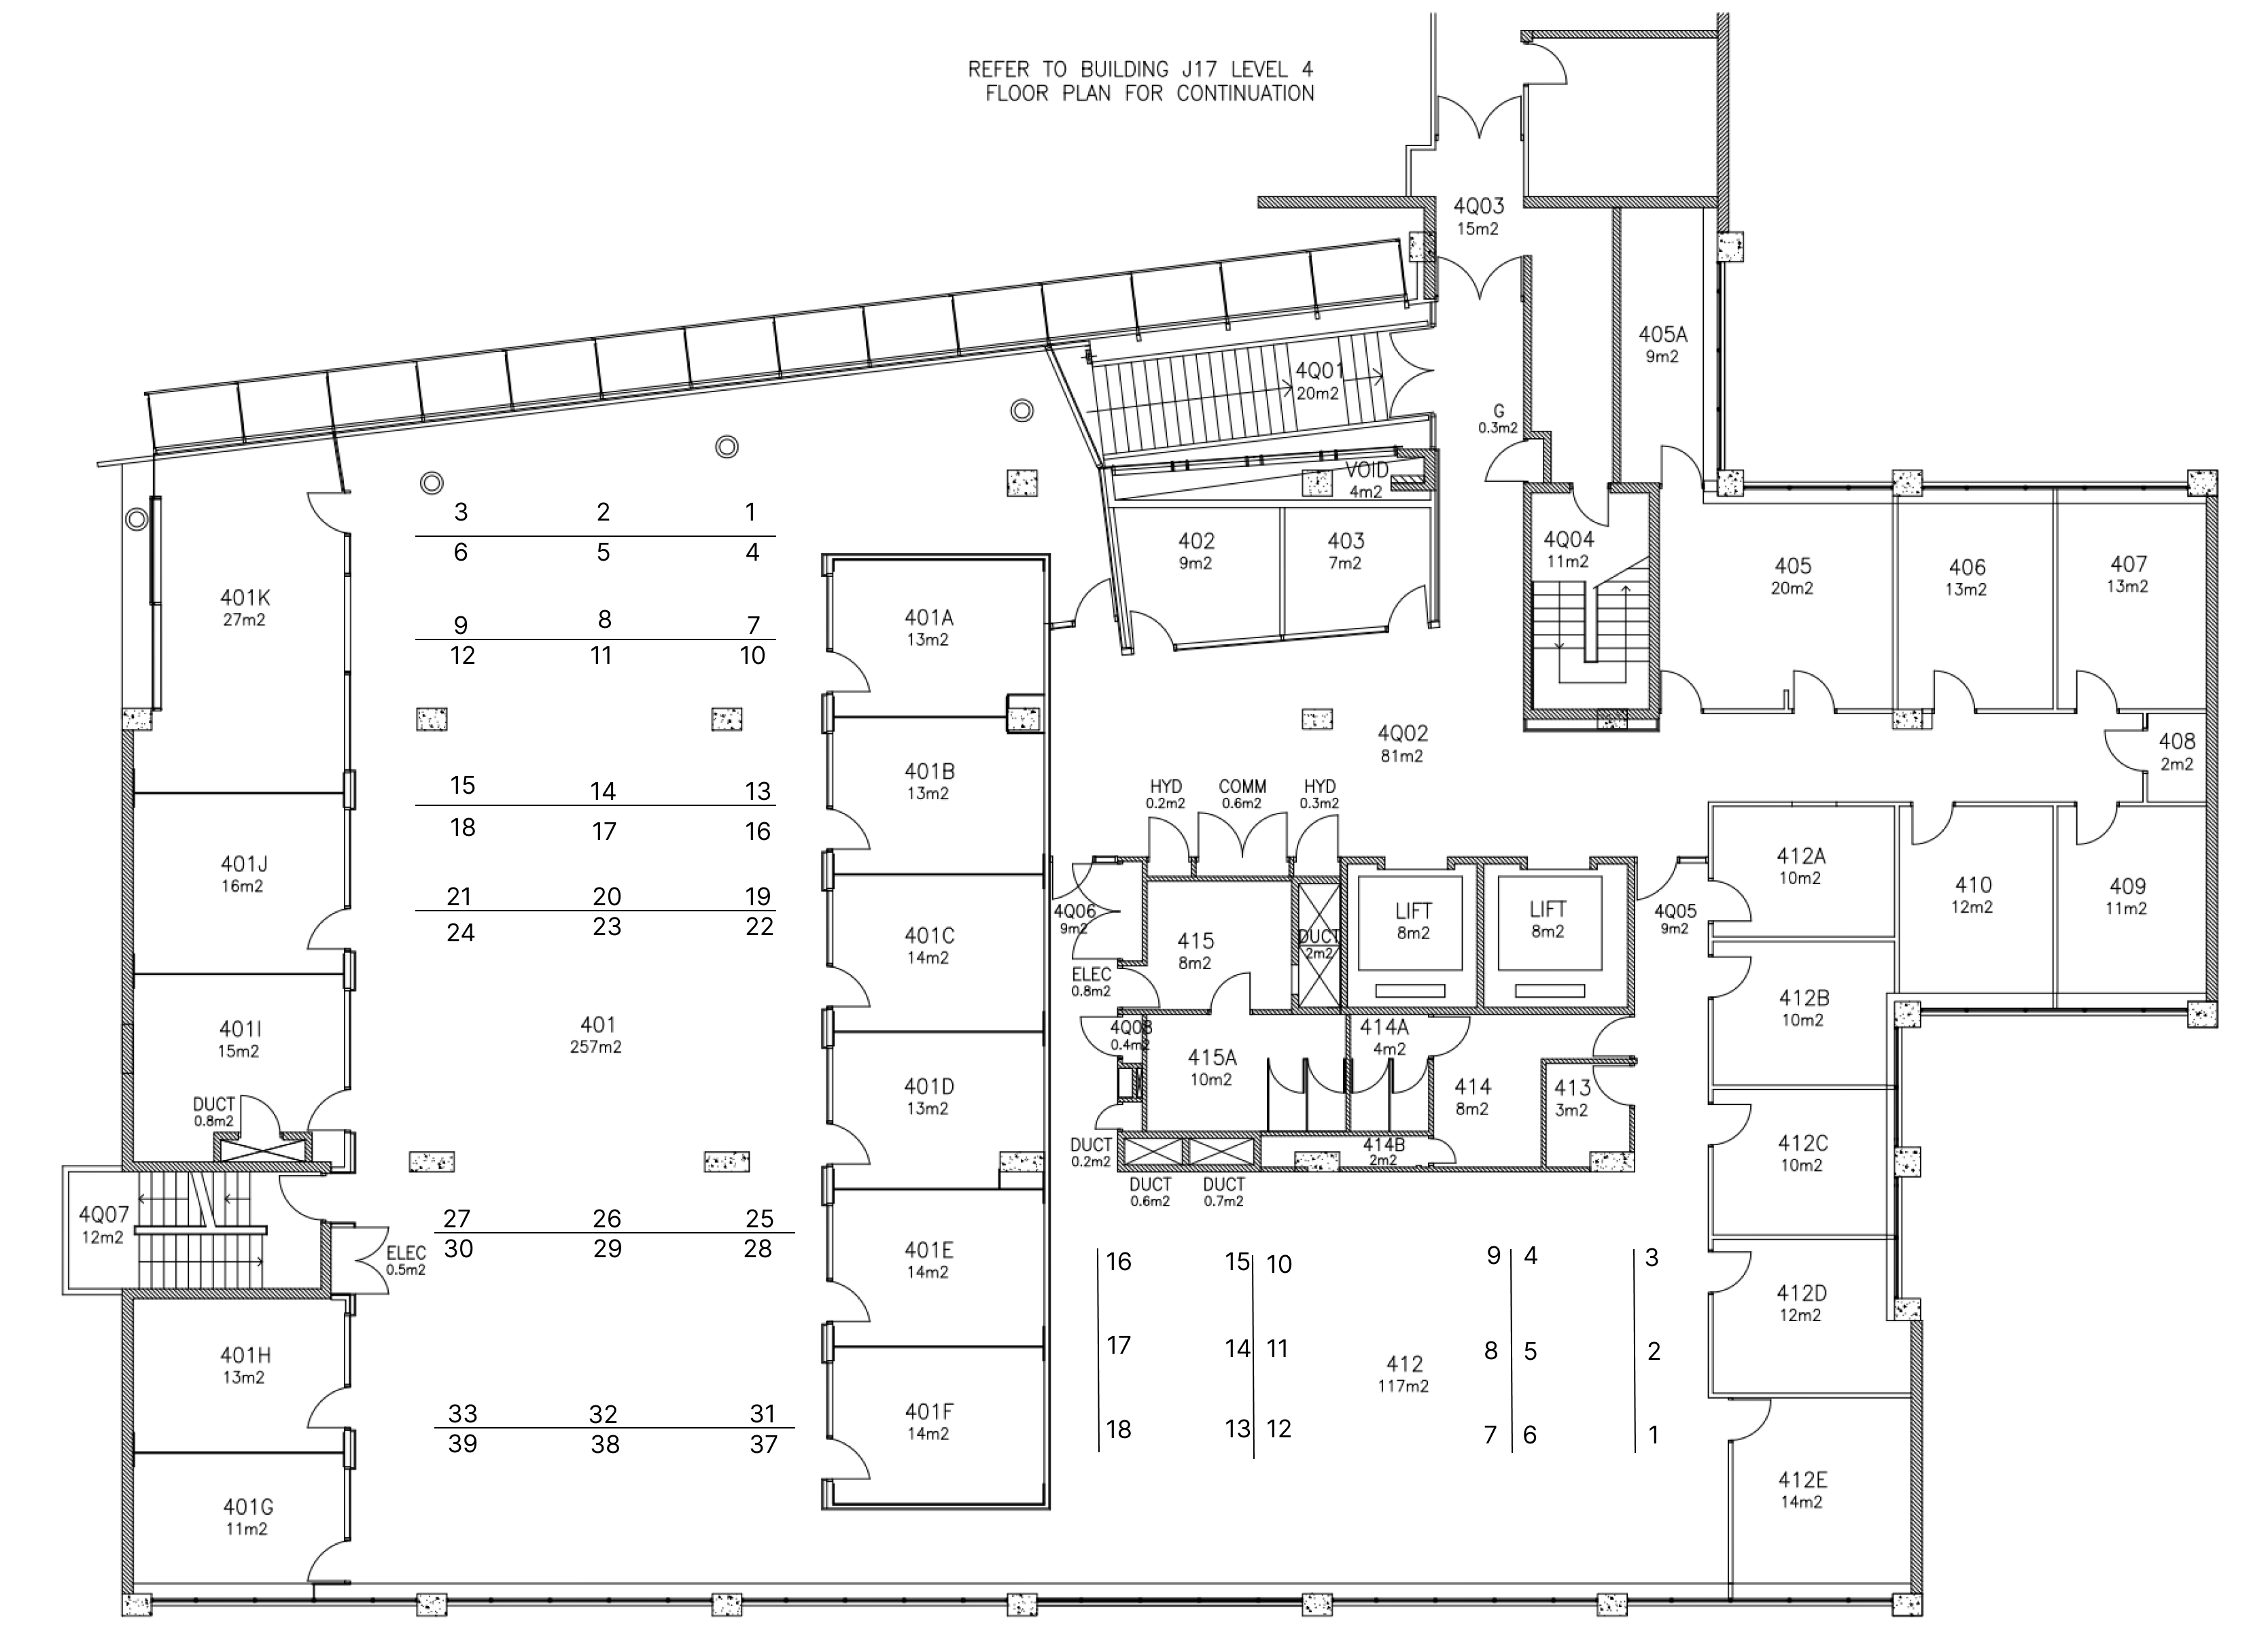 REFER TO BUILDING J17 LEVEL 4
FLOOR PLAN FOR CONTINUATION
4Q03
15m2
405A
9m2
4Q01
20m2
G
0.3m2
VOID
4m2
3 2 1
6 5 4
402
9m2
403
7m2
4Q04
11m2
405
20m2
406
13m2
407
13m2
401K
27m2
9 8 7
12 11 10
401A
13m2
4Q02
81m2
408
2m2
401B
13m2
HYD
0.2m2
COMM
0.6m2
HYD
0.3m2
15 14 13
18 17 16
401J
16m2
412A
10m2
410
12m2
409
11m2
21 20 19
24 23 22
401C
14m2
4Q06
9m2
415
8m2
DUCT
2m2
LIFT
8m2
LIFT
8m2
4Q05
9m2
ELEC
0.8m2
412B
10m2
401I
15m2
401
257m2
4Q08
0.4m2
414A
4m2
415A
10m2
401D
13m2
414
8m2
413
3m2
DUCT
0.8m2
DUCT
0.2m2
414B
2m2
412C
10m2
DUCT
0.6m2
DUCT
0.7m2
4Q07
12m2
27 26 25
30 29 28
ELEC
0.5m2
401E
14m2
16 15 10 9 4 3
412D
12m2
17 14 11 8 5 2
412
117m2
401H
13m2
33 32 31
39 38 37
401F
14m2
18 13 12 7 6 1
401G
11m2
412E
14m2